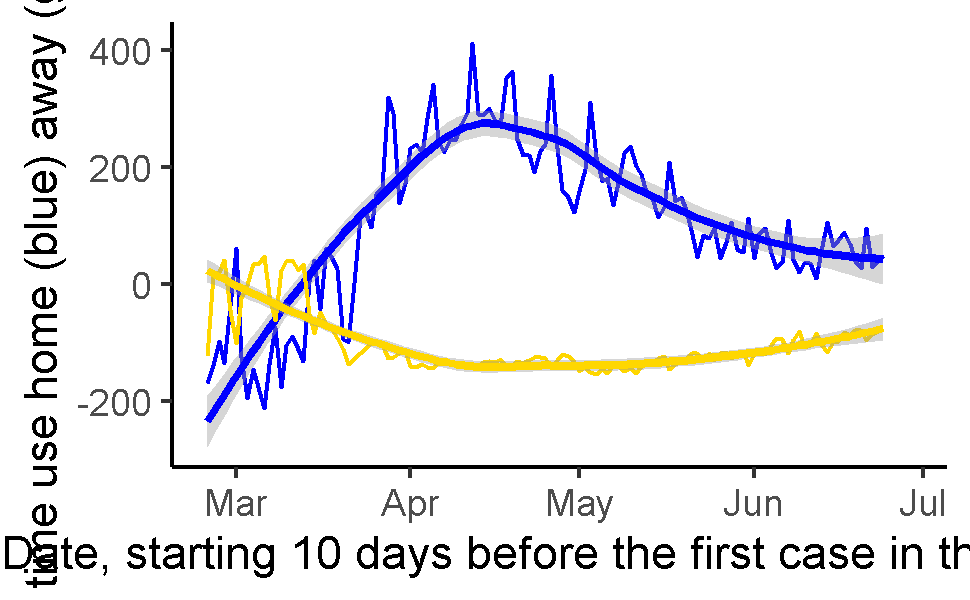 time use home (blue) away (
400
200
0
-200
Mar Apr May Jun Jul
Date, starting 10 days before the first case in th